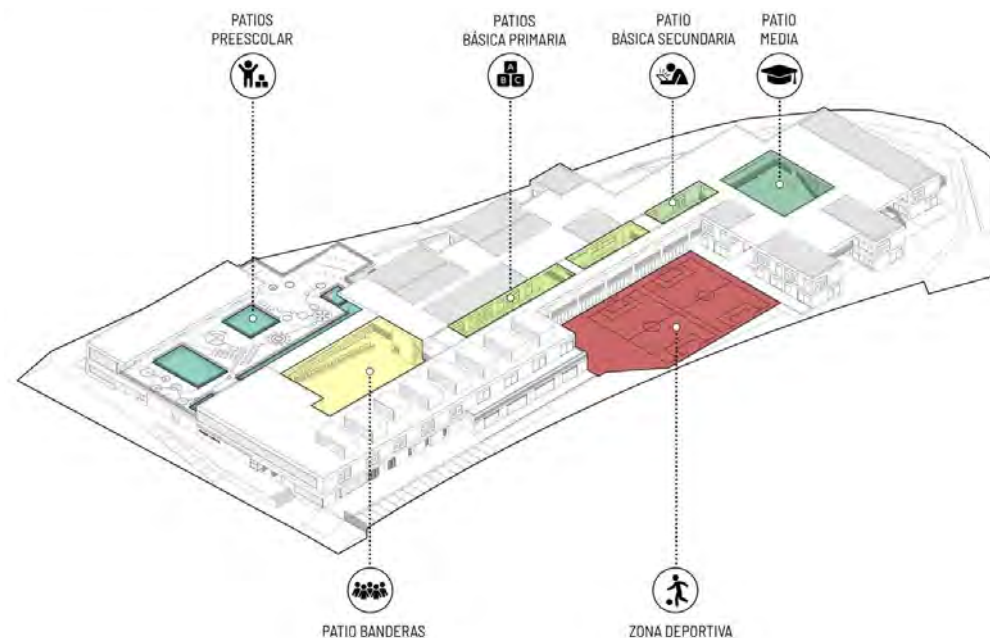 PATIOS
PREESCOLAR
PATIOS
BÁSICA PRIMARIA
PATIO
BÁSICA SECUNDARIA
PATIO
MEDIA
A
B C
PATIO BANDERAS
ZONA DEPORTIVA